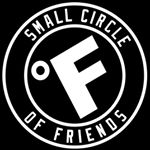 SMALL CIRCLE
°F
OF FRIENDS